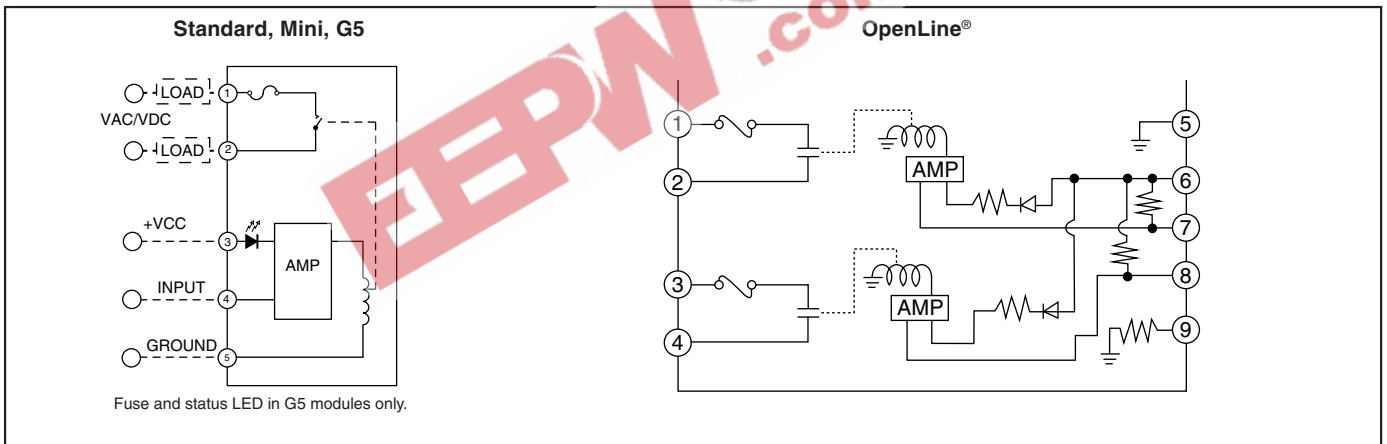 Standard, Mini, G5
LOAD
1
VAC/VDC
LOAD
2
+VCC
3
AMP
INPUT
4
GROUND
5
Fuse and status LED in G5 modules only.
OpenLine®
1
2
3
4
AMP
AMP
5
6
7
8
9
EEPW
.com